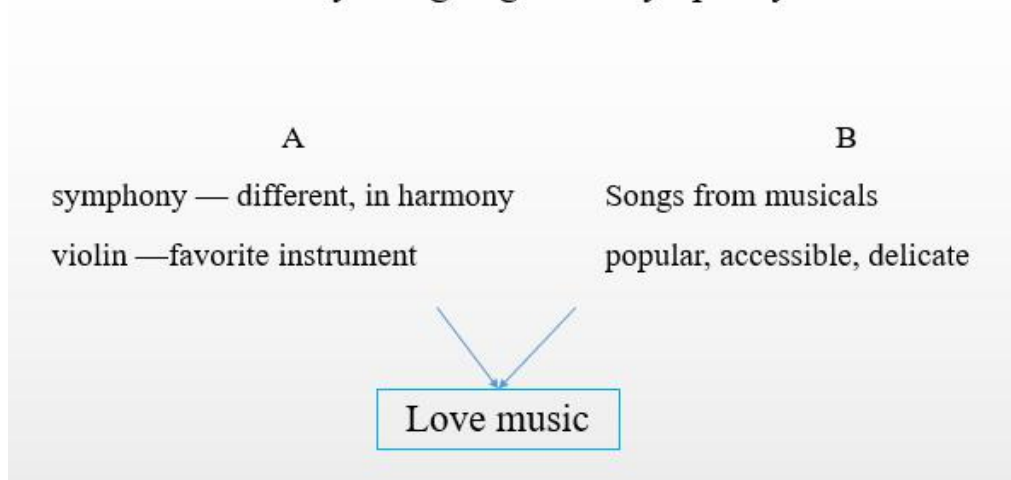 A
B
symphony — different, in harmony
Songs from musicals
violin —favorite instrument
popular, accessible, delicate
Love music